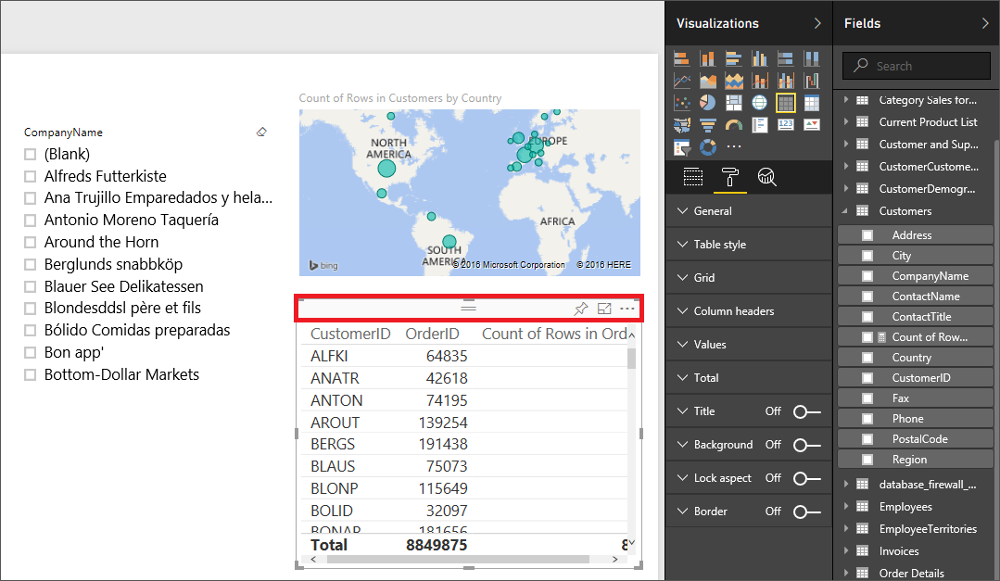 Visualizations
Fields
Search
Count of Rows in Customers by Country
CompanyName
(Blank)
Alfreds Futterkiste
Ana Trujillo Emparedados y hela...
Antonio Moreno Taquería
Around the Horn
Berglunds snabbköp
Blauer See Delikatessen
Blondesddsl père et fils
Bólido Comidas preparadas
Bon app'
Bottom-Dollar Markets
NORTH
AMERICA
EUROPE
AFRICA
SOUTH
AMERICA
bing
© 2016 Microsoft Corporation © 2016 HERE
CustomerID OrderID Count of Rows in Ord
ALFKI 64835
ANATR 42618
ANTON 74195
AROUT 139254
BERGS 191438
BLAUS 75073
BLONP 115649
BOLID 32097
BONAP 181656
Total 8849875 8
123
General
Table style
Grid
Column headers
Values
Total
Title Off
Background Off
Lock aspect Off
Border Off
Category Sales for...
Current Product List
Customer and Sup...
CustomerCustome...
CustomerDemogr...
Customers
Address
City
CompanyName
ContactName
ContactTitle
Count of Row...
Country
CustomerID
Fax
Phone
PostalCode
Region
database_firewall_...
Employees
EmployeeTerritories
Invoices
Order Details